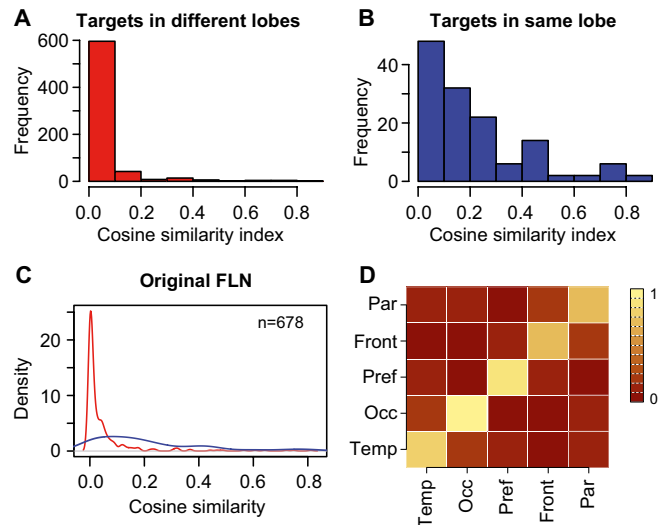 A Targets in different lobes
Frequency
600
400
200
0
0.0 0.2 0.4 0.6 0.8
Cosine similarity index
B Targets in same lobe
Frequency
40
20
0
0.0 0.2 0.4 0.6 0.8
Cosine similarity index
C Original FLN
n=678
Density
20
10
5
0
0.0 0.2 0.4 0.6 0.8
Cosine similarity
D
Par
Front
Pref
Occ
Temp
Temp Occ Pref Front Par
1
0